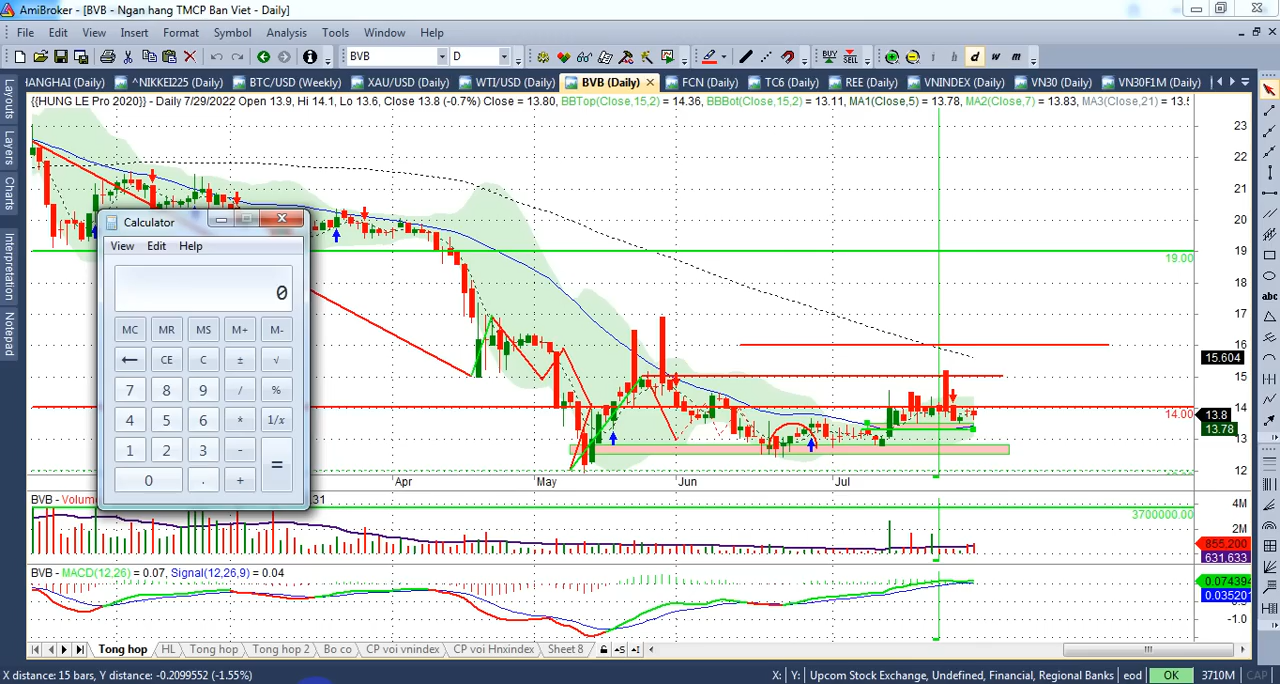 AmiBroker - [BVB - Ngan hang TMCP Ban Viet - Daily]
File Edit View Insert Format Symbol Analysis Tools Window Help
BVB D BUY SELL i h d w m
HANGHAI (Daily) ^NIKKEI225 (Daily) BTC/USD (Weekly) XAU/USD (Daily) WTI/USD (Daily) BVB (Daily) FCN (Daily) TC6 (Daily) REE (Daily) VNINDEX (Daily) VN30 (Daily) VN30F1M (Daily)
{{HUNG LE Pro 2020}} - Daily 7/29/2022 Open 13.9, Hi 14.1, Lo 13.6, Close 13.8 (-0.7%) Close = 13.80, BBTop(Close,15,2) = 14.36, BBBot(Close,15,2) = 13.11, MA1(Close,5) = 13.78, MA2(Close,7) = 13.83, MA3(Close,21) = 13.
Layouts
Layers
Charts
Interpretation
Notepad
23
22
21
20
19
19.00
18
17
16
15.604
15
14
14.00
13.8
13.78
13
12
Calculator
View Edit Help
0
MC MR MS M+ M-
← CE C ± √
7 8 9 / %
4 5 6 * 1/x
1 2 3 - =
0 . +
abc
Apr May Jun Jul
BVB - Volume
31
4M
3700000.00
2M
855,200
631,633
BVB - MACD(12,26) = 0.07, Signal(12,26,9) = 0.04
0.074394
0.035201
-1.0
Tong hop HL Tong hop Tong hop 2 Bo co CP voi vnindex CP voi Hnxindex Sheet 8
X distance: 15 bars, Y distance: -0.2099552 (-1.55%) X: Y: Upcom Stock Exchange, Undefined, Financial, Regional Banks eod OK 3710M CAP